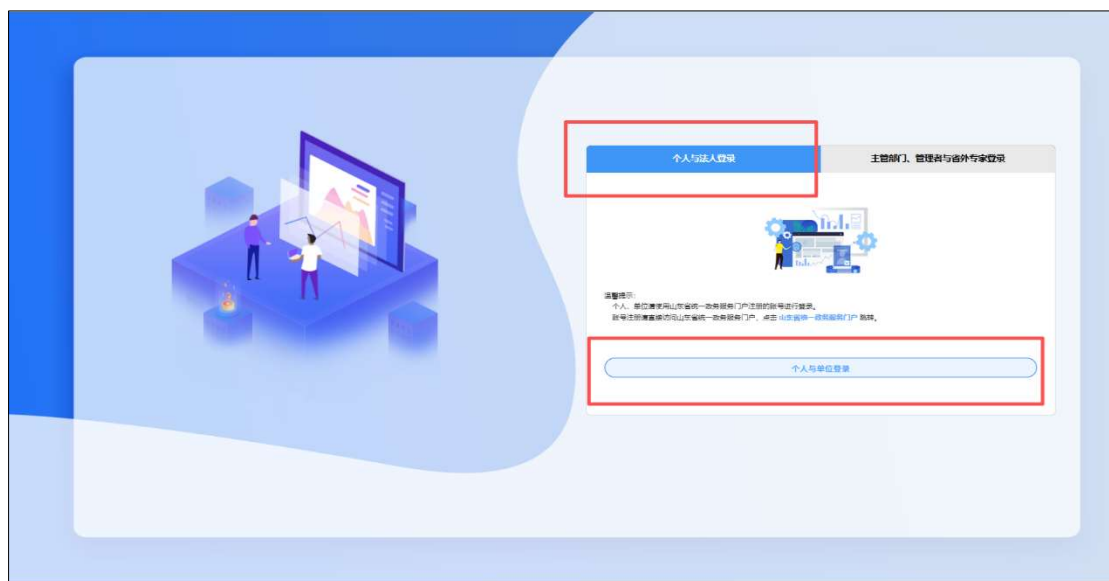 个人与法人登录
主管部门、管理者与省外专家登录
温馨提示:
个人、单位请使用山东省统一政务服务门户注册的账号进行登录。
账号注册请直接访问山东省统一政务服务门户，点击 山东省统一政务服务门户 跳转。
个人与单位登录